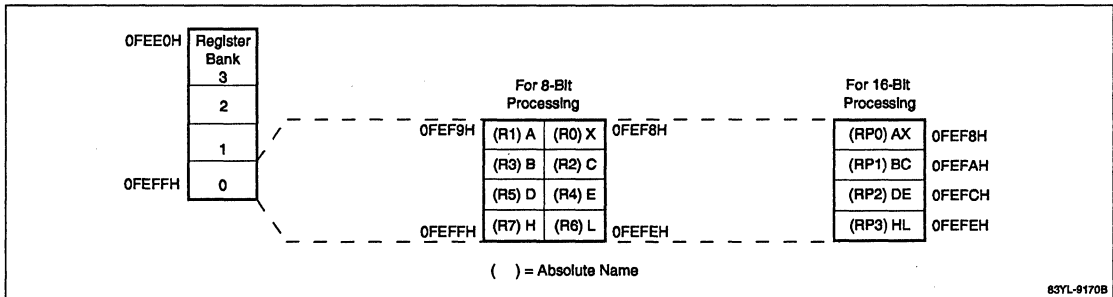 0FEE0H
Register
Bank
3
2
1
0
0FEFFH
For 8-Bit
Processing
0FEF9H (R1) A (R0) X 0FEF8H
(R3) B (R2) C
(R5) D (R4) E
0FEFFH (R7) H (R6) L 0FEFEH
For 16-Bit
Processing
(RP0) AX 0FEF8H
(RP1) BC 0FEFAH
(RP2) DE 0FEFCH
(RP3) HL 0FEFEH
( ) = Absolute Name
83YL-9170B